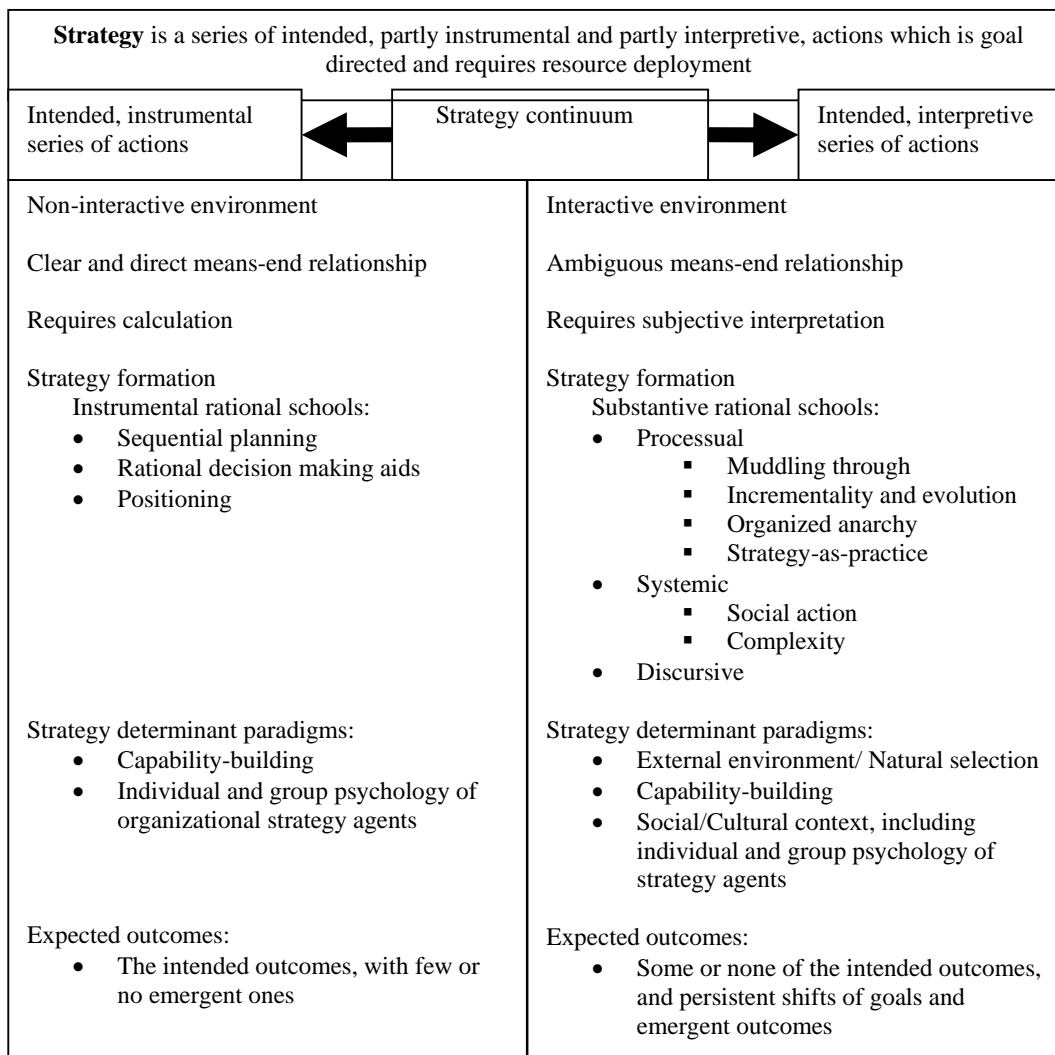 Strategy is a series of intended, partly instrumental and partly interpretive, actions which is goal
directed and requires resource deployment
Intended, instrumental
series of actions
Strategy continuum
Intended, interpretive
series of actions
Non-interactive environment
Clear and direct means-end relationship
Requires calculation
Strategy formation
Instrumental rational schools:
• Sequential planning
• Rational decision making aids
• Positioning
Strategy determinant paradigms:
• Capability-building
• Individual and group psychology of
organizational strategy agents
Expected outcomes:
• The intended outcomes, with few or
no emergent ones
Interactive environment
Ambiguous means-end relationship
Requires subjective interpretation
Strategy formation
Substantive rational schools:
• Processual
▪ Muddling through
▪ Incrementality and evolution
▪ Organized anarchy
▪ Strategy-as-practice
• Systemic
▪ Social action
▪ Complexity
• Discursive
Strategy determinant paradigms:
• External environment/ Natural selection
• Capability-building
• Social/Cultural context, including
individual and group psychology of
strategy agents
Expected outcomes:
• Some or none of the intended outcomes,
and persistent shifts of goals and
emergent outcomes